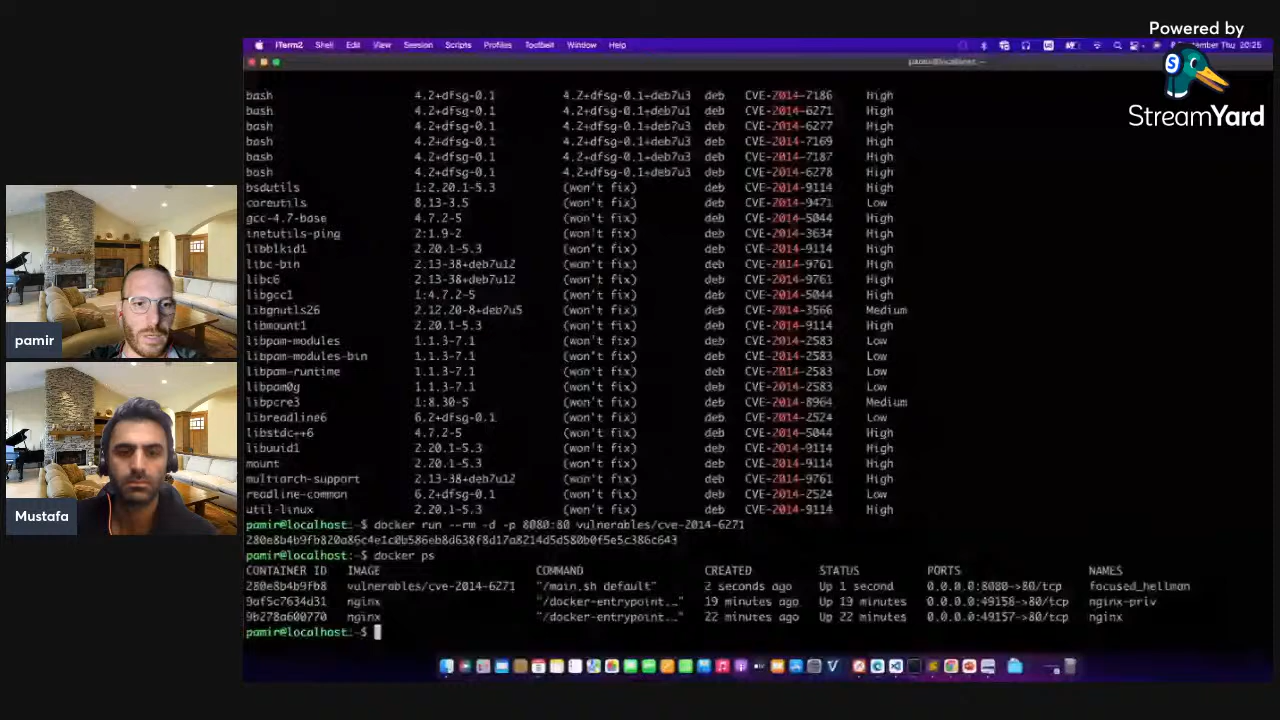 Powered by
StreamYard
iTerm2 Shell Edit View Session Scripts Profiles Toolbelt Window Help
Thu 20:25
bash 4.2+dfsg-0.1 4.2+dfsg-0.1+deb7u3 deb CVE-2014-7186 High
bash 4.2+dfsg-0.1 4.2+dfsg-0.1+deb7u1 deb CVE-2014-6271 High
bash 4.2+dfsg-0.1 4.2+dfsg-0.1+deb7u3 deb CVE-2014-6277 High
bash 4.2+dfsg-0.1 4.2+dfsg-0.1+deb7u3 deb CVE-2014-7169 High
bash 4.2+dfsg-0.1 4.2+dfsg-0.1+deb7u3 deb CVE-2014-7187 High
bash 4.2+dfsg-0.1 4.2+dfsg-0.1+deb7u3 deb CVE-2014-6278 High
bsdutils 1:2.20.1-5.3 (won't fix) deb CVE-2014-9114 High
coreutils 8.13-3.5 (won't fix) deb CVE-2014-9471 Low
gcc-4.7-base 4.7.2-5 (won't fix) deb CVE-2014-5044 High
inetutils-ping 2:1.9-2 (won't fix) deb CVE-2014-3634 High
libblkid1 2.20.1-5.3 (won't fix) deb CVE-2014-9114 High
libc-bin 2.13-38+deb7u12 (won't fix) deb CVE-2014-9761 High
libc6 2.13-38+deb7u12 (won't fix) deb CVE-2014-9761 High
libgcc1 1:4.7.2-5 (won't fix) deb CVE-2014-5044 High
libgnutls26 2.12.20-8+deb7u5 (won't fix) deb CVE-2014-3566 Medium
libmount1 2.20.1-5.3 (won't fix) deb CVE-2014-9114 High
libpam-modules 1.1.3-7.1 (won't fix) deb CVE-2014-2583 Low
libpam-modules-bin 1.1.3-7.1 (won't fix) deb CVE-2014-2583 Low
libpam-runtime 1.1.3-7.1 (won't fix) deb CVE-2014-2583 Low
libpam0g 1.1.3-7.1 (won't fix) deb CVE-2014-2583 Low
libpcre3 1:8.30-5 (won't fix) deb CVE-2014-8964 Medium
libreadline6 6.2+dfsg-0.1 (won't fix) deb CVE-2014-2524 Low
libstdc++6 4.7.2-5 (won't fix) deb CVE-2014-5044 High
libuuid1 2.20.1-5.3 (won't fix) deb CVE-2014-9114 High
mount 2.20.1-5.3 (won't fix) deb CVE-2014-9114 High
multiarch-support 2.13-38+deb7u12 (won't fix) deb CVE-2014-9761 High
readline-common 6.2+dfsg-0.1 (won't fix) deb CVE-2014-2524 Low
util-linux 2.20.1-5.3 (won't fix) deb CVE-2014-9114 High
pamir@localhost:~$ docker run --rm -d -p 8080:80 vulnerables/cve-2014-6271
280e8b4b9fb820a86c4e1c0b586eb8d638f8d17a8214d5d580b0f5e5c386c643
pamir@localhost:~$ docker ps
CONTAINER ID IMAGE COMMAND CREATED STATUS PORTS NAMES
280e8b4b9fb8 vulnerables/cve-2014-6271 "/main.sh default" 2 seconds ago Up 1 second 0.0.0.0:8080->80/tcp focused_hellman
9af5c7634d31 nginx "/docker-entrypoint.…" 19 minutes ago Up 19 minutes 0.0.0.0:49158->80/tcp nginx-priv
9b278a600770 nginx "/docker-entrypoint.…" 22 minutes ago Up 22 minutes 0.0.0.0:49157->80/tcp nginx
pamir@localhost:~$
pamir
Mustafa